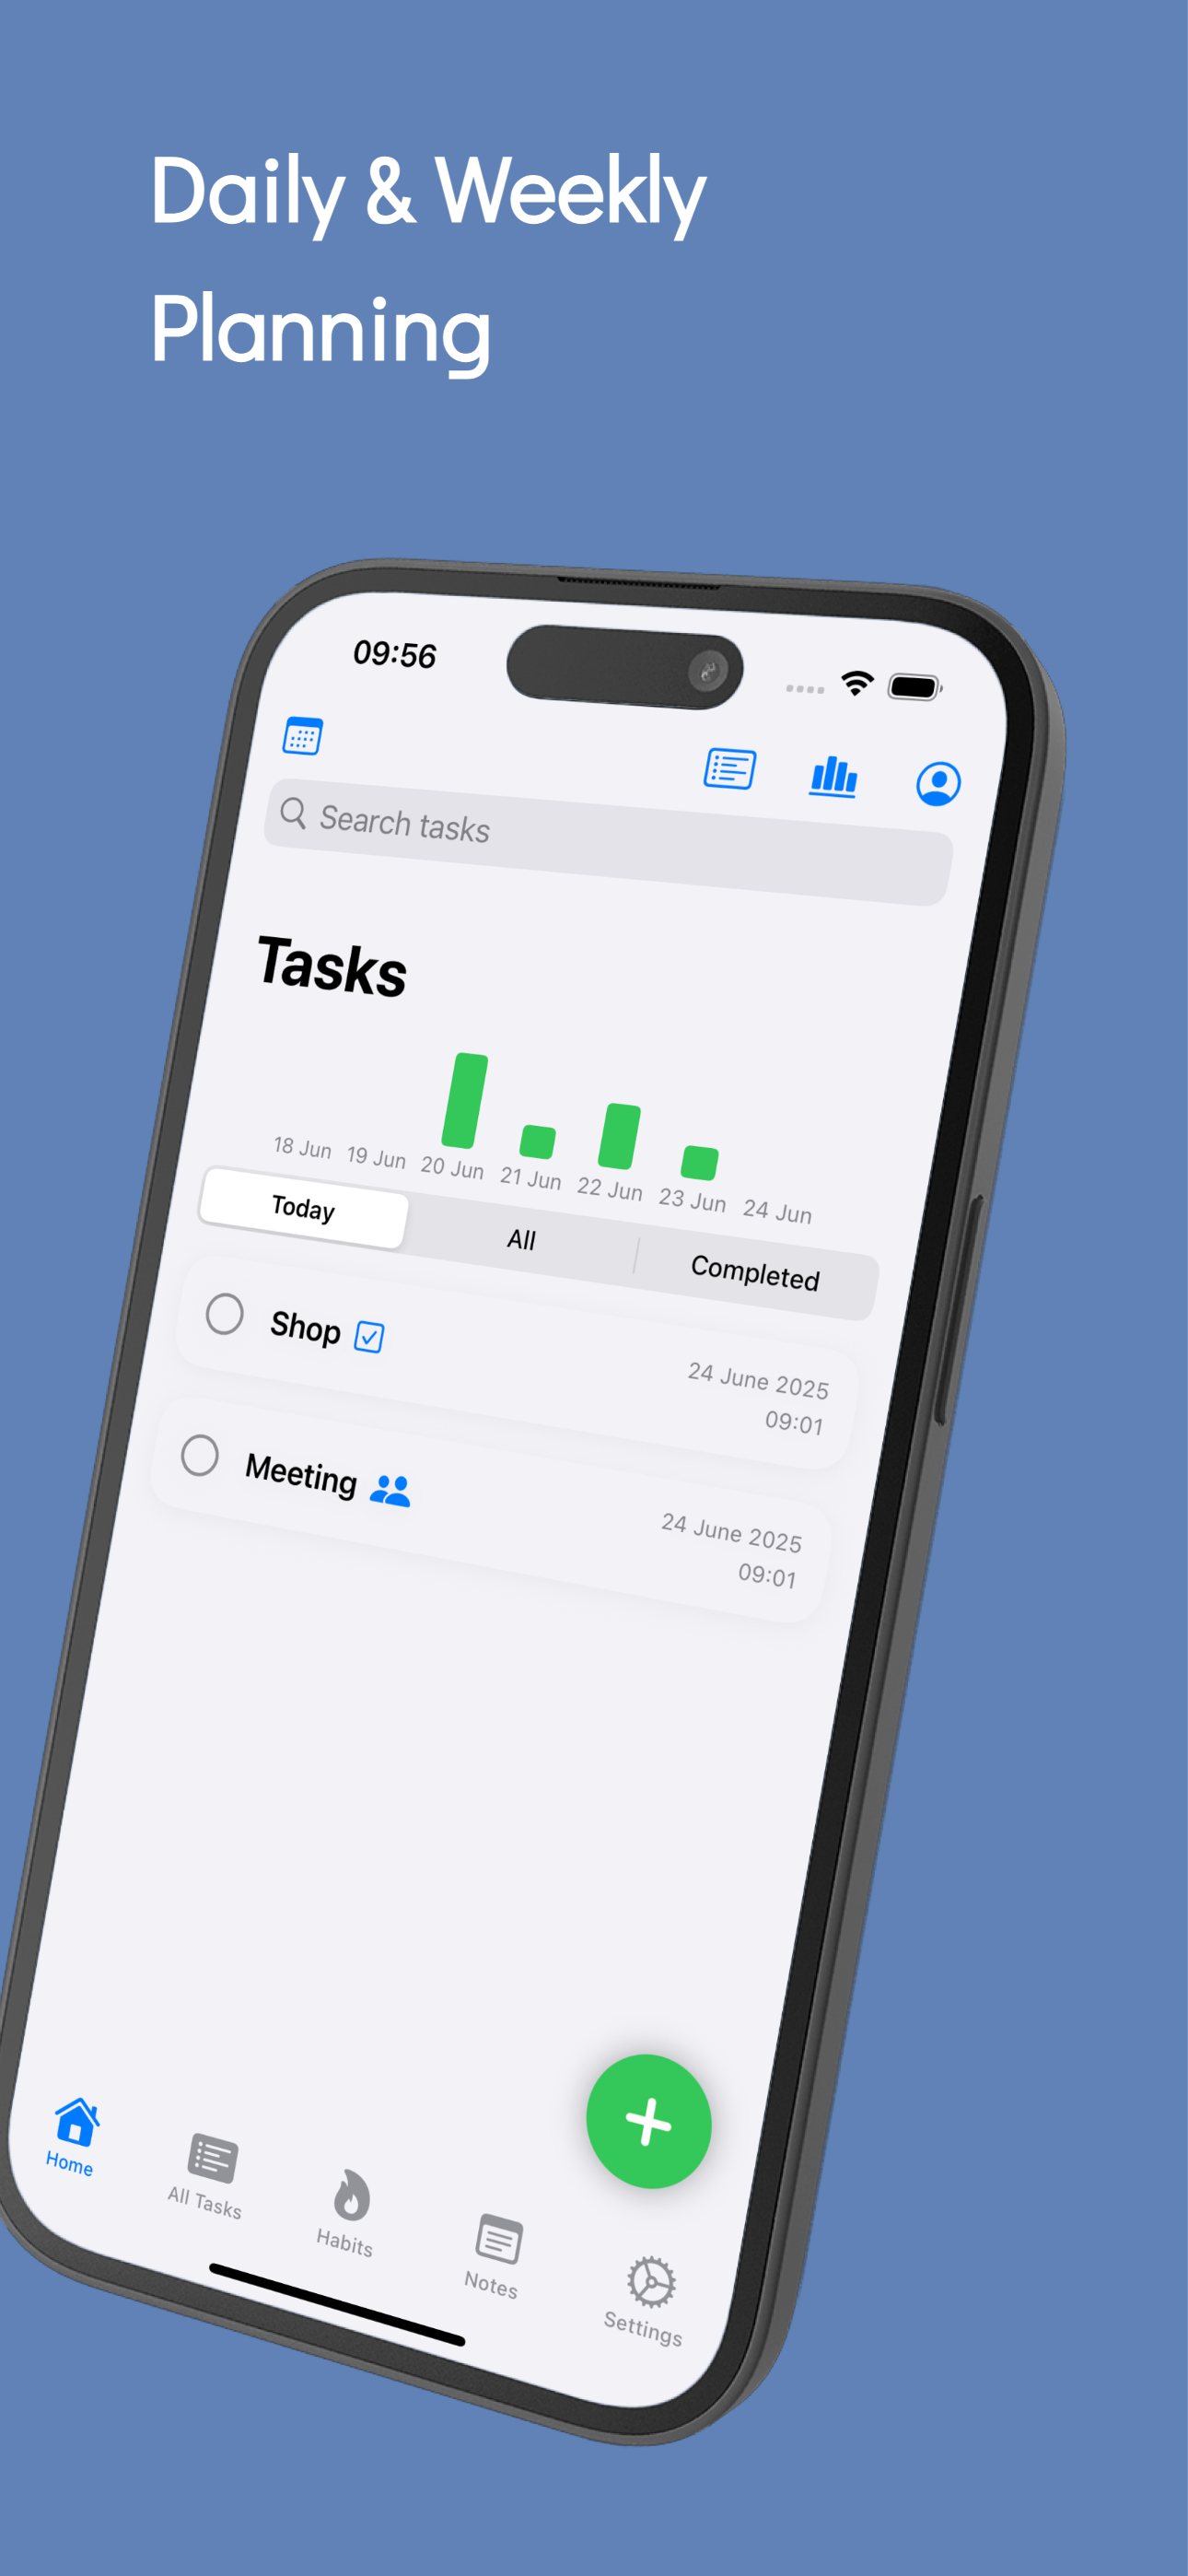 Daily & Weekly
Planning
09:56
Search tasks
Tasks
18 Jun 19 Jun 20 Jun 21 Jun 22 Jun 23 Jun 24 Jun
Today All Completed
Shop 24 June 2025
09:01
Meeting 24 June 2025
09:01
Home All Tasks Habits Notes Settings